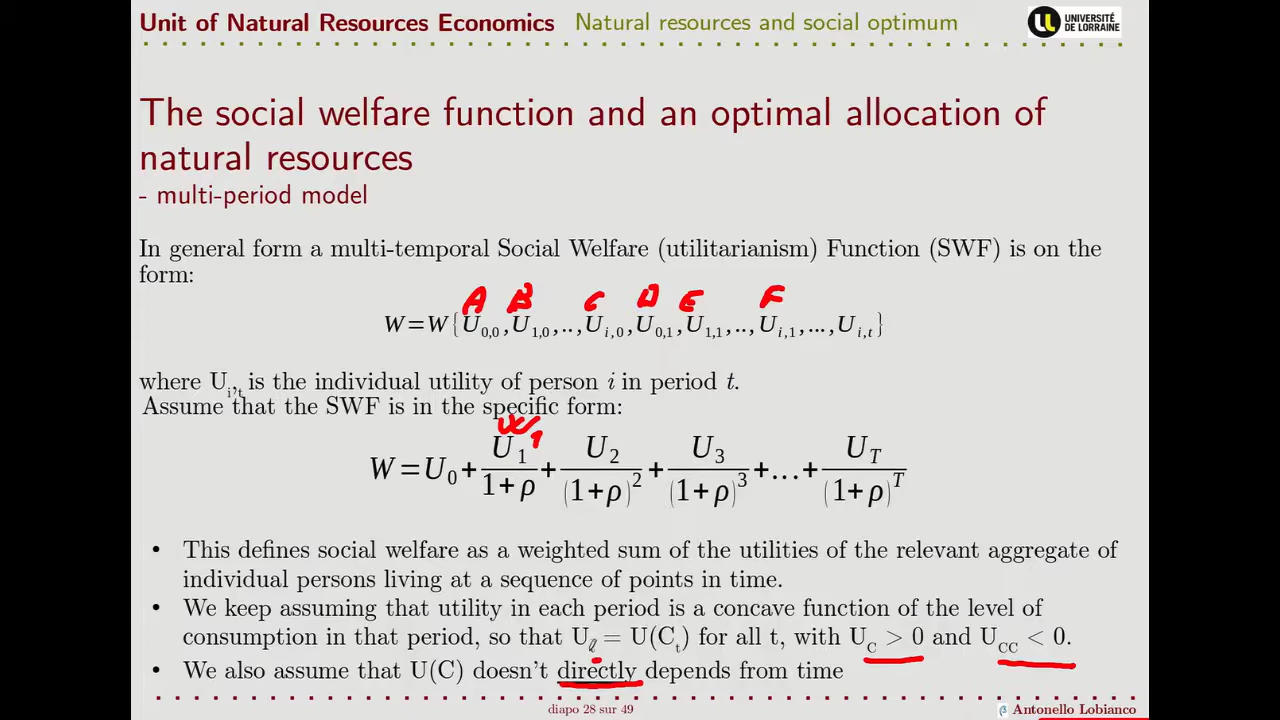 Unit of Natural Resources Economics Natural resources and social optimum
UNIVERSITÉ
DE LORRAINE
The social welfare function and an optimal allocation of
natural resources
- multi-period model
In general form a multi-temporal Social Welfare (utilitarianism) Function (SWF) is on the
form:
A B C D E F
W=W{U0,0,U1,0,..,Ui,0,U0,1,U1,1,..,Ui,1,...,Ui,t}
where Ui,t is the individual utility of person i in period t.
Assume that the SWF is in the specific form:
W=U0+U1/(1+ρ)+U2/(1+ρ)^2+U3/(1+ρ)^3+...+UT/(1+ρ)^T
• This defines social welfare as a weighted sum of the utilities of the relevant aggregate of
individual persons living at a sequence of points in time.
• We keep assuming that utility in each period is a concave function of the level of
consumption in that period, so that Ut = U(Ct) for all t, with UC > 0 and UCC < 0.
• We also assume that U(C) doesn't directly depends from time
diapo 28 sur 49
Antonello Lobianco